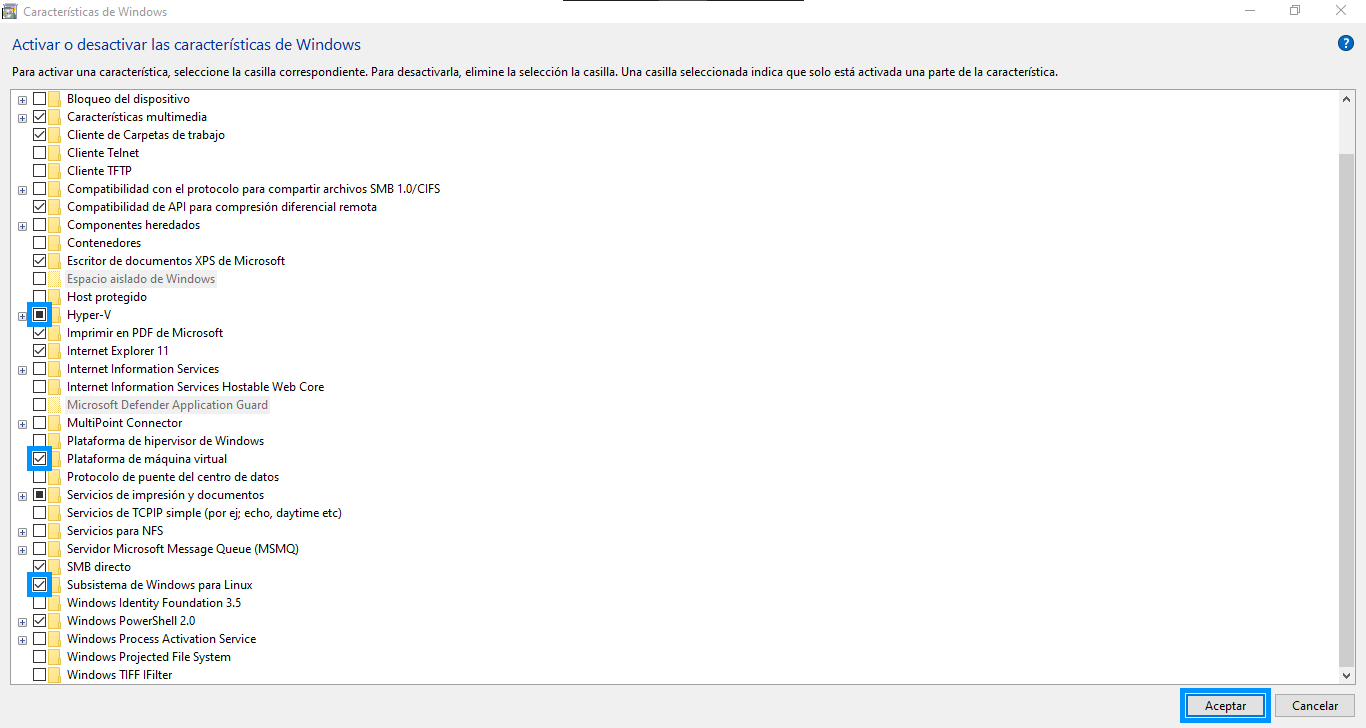 Características de Windows
Activar o desactivar las características de Windows
?
Para activar una característica, seleccione la casilla correspondiente. Para desactivarla, elimine la selección la casilla. Una casilla seleccionada indica que solo está activada una parte de la característica.
Bloqueo del dispositivo
Características multimedia
Cliente de Carpetas de trabajo
Cliente Telnet
Cliente TFTP
Compatibilidad con el protocolo para compartir archivos SMB 1.0/CIFS
Compatibilidad de API para compresión diferencial remota
Componentes heredados
Contenedores
Escritor de documentos XPS de Microsoft
Espacio aislado de Windows
Host protegido
Hyper-V
Imprimir en PDF de Microsoft
Internet Explorer 11
Internet Information Services
Internet Information Services Hostable Web Core
Microsoft Defender Application Guard
MultiPoint Connector
Plataforma de hipervisor de Windows
Plataforma de máquina virtual
Protocolo de puente del centro de datos
Servicios de impresión y documentos
Servicios de TCPIP simple (por ej; echo, daytime etc)
Servicios para NFS
Servidor Microsoft Message Queue (MSMQ)
SMB directo
Subsistema de Windows para Linux
Windows Identity Foundation 3.5
Windows PowerShell 2.0
Windows Process Activation Service
Windows Projected File System
Windows TIFF IFilter
Aceptar
Cancelar